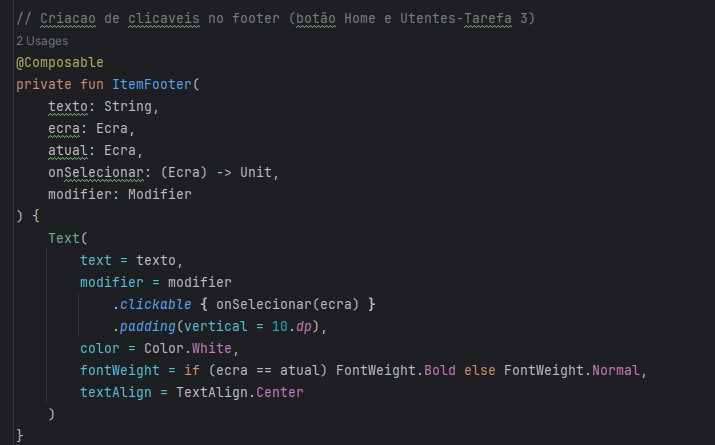 // Criacao de clicaveis no footer (botão Home e Utentes-Tarefa 3)
2 Usages
@Composable
private fun ItemFooter(
    texto: String,
    ecra: Ecra,
    atual: Ecra,
    onSelecionar: (Ecra) -> Unit,
    modifier: Modifier
) {
    Text(
        text = texto,
        modifier = modifier
            .clickable { onSelecionar(ecra) }
            .padding(vertical = 10.dp),
        color = Color.White,
        fontWeight = if (ecra == atual) FontWeight.Bold else FontWeight.Normal,
        textAlign = TextAlign.Center
    )
}